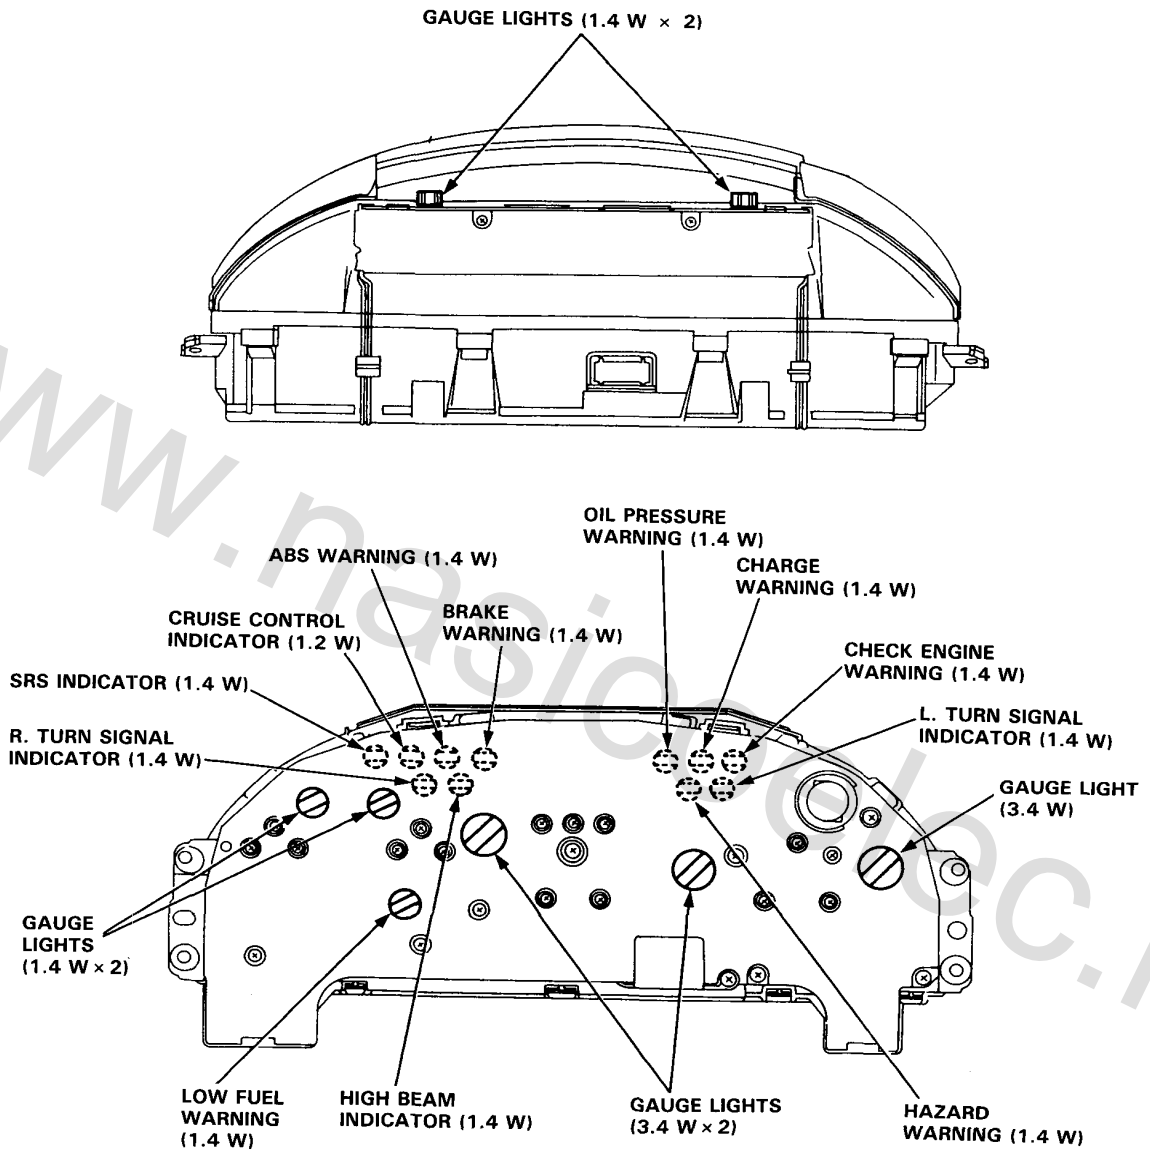 GAUGE LIGHTS (1.4 W × 2)
OIL PRESSURE
WARNING (1.4 W)
ABS WARNING (1.4 W)
CHARGE
WARNING (1.4 W)
CRUISE CONTROL
INDICATOR (1.2 W)
BRAKE
WARNING (1.4 W)
CHECK ENGINE
WARNING (1.4 W)
SRS INDICATOR (1.4 W)
L. TURN SIGNAL
INDICATOR (1.4 W)
R. TURN SIGNAL
INDICATOR (1.4 W)
GAUGE LIGHT
(3.4 W)
GAUGE
LIGHTS
(1.4 W × 2)
LOW FUEL
WARNING
(1.4 W)
HIGH BEAM
INDICATOR (1.4 W)
GAUGE LIGHTS
(3.4 W × 2)
HAZARD
WARNING (1.4 W)